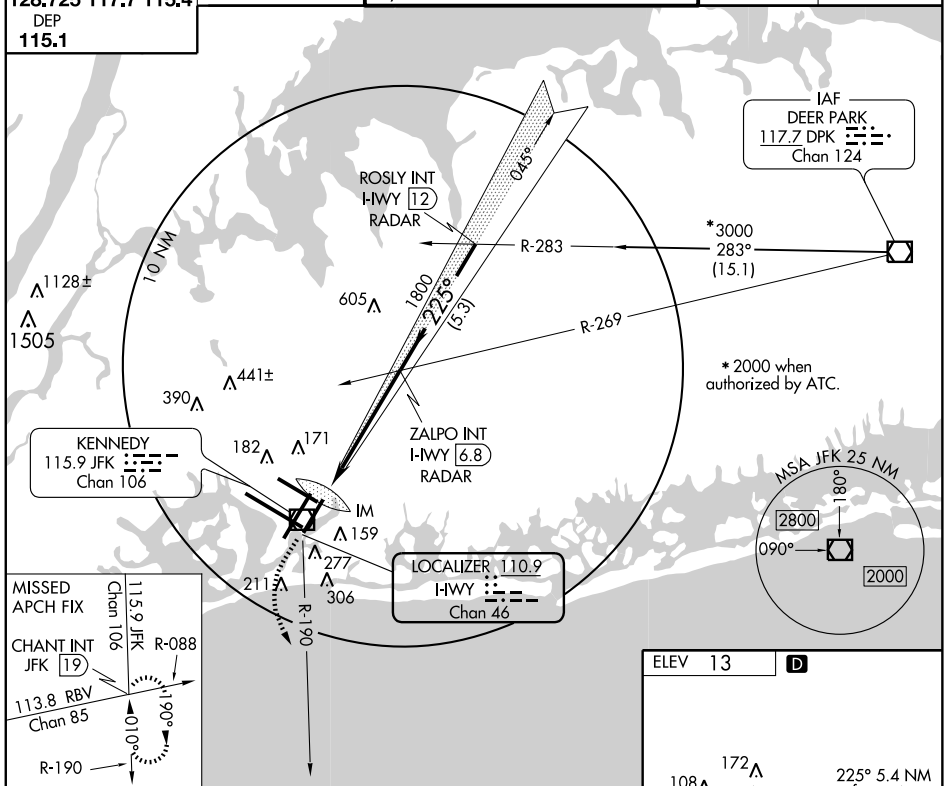 128.725 117.7 115.4
DEP
115.1
IAF
DEER PARK
117.7 DPK
Chan 124
ROSLY INT
I-IWY 12
RADAR
045°
R-283
*3000
283°
(15.1)
10 NM
1128±
1505
605
1800
225°
(5.3)
R-269
* 2000 when
authorized by ATC.
441±
390
KENNEDY
115.9 JFK
Chan 106
182
171
ZALPO INT
I-IWY 6.8
RADAR
IM
159
277
211
306
LOCALIZER 110.9
I-IWY
Chan 46
R-190
MSA JFK 25 NM
180°
2800
090°
2000
MISSED
APCH FIX
115.9 JFK
Chan 106
CHANT INT
JFK 19
R-088
113.8 RBV
Chan 85
190°
010°
R-190
ELEV 13
D
172
108
225° 5.4 NM